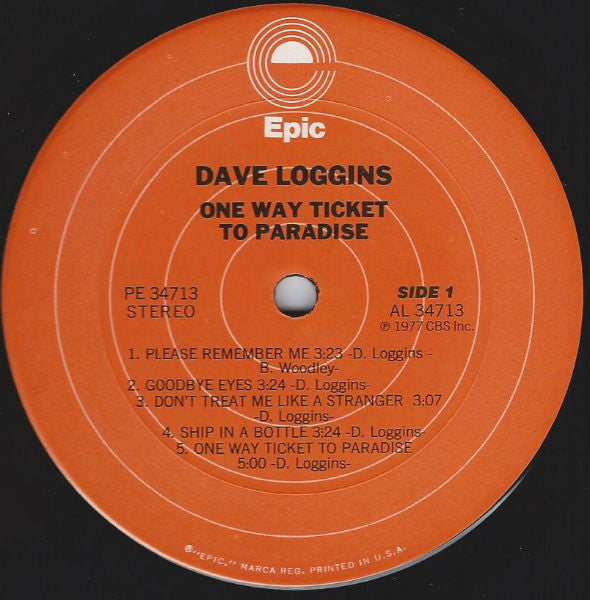 Epic
DAVE LOGGINS
ONE WAY TICKET
TO PARADISE
PE 34713
STEREO
SIDE 1
AL 34713
℗ 1977 CBS Inc.
1. PLEASE REMEMBER ME 3:23 -D. Loggins -
B. Woodley-
2. GOODBYE EYES 3:24 -D. Loggins-
3. DON'T TREAT ME LIKE A STRANGER 3:07
-D. Loggins-
4. SHIP IN A BOTTLE 3:24 -D. Loggins-
5. ONE WAY TICKET TO PARADISE
5:00 -D. Loggins-
®"EPIC," MARCA REG. PRINTED IN U.S.A.